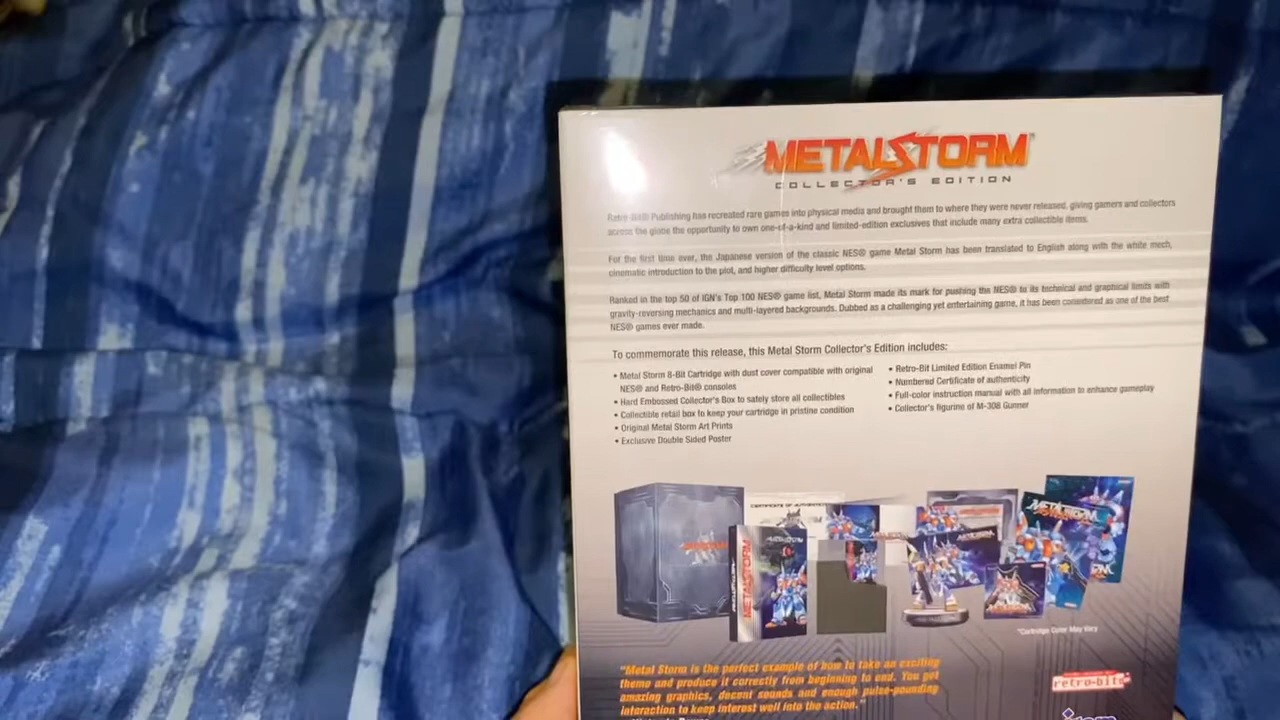 METALSTORM™
COLLECTOR'S EDITION
Retro-Bit® Publishing has recreated rare games into physical media and brought them to where they were never released, giving gamers and collectors
across the globe the opportunity to own one-of-a-kind and limited-edition exclusives that include many extra collectible items.
For the first time ever, the Japanese version of the classic NES® game Metal Storm has been translated to English along with the white mech,
cinematic introduction to the plot, and higher difficulty level options.
Ranked in the top 50 of IGN's Top 100 NES® game list, Metal Storm made its mark for pushing the NES® to its technical and graphical limits with
gravity-reversing mechanics and multi-layered backgrounds. Dubbed as a challenging yet entertaining game, it has been considered as one of the best
NES® games ever made.
To commemorate this release, this Metal Storm Collector's Edition includes:
• Metal Storm 8-Bit Cartridge with dust cover compatible with original
NES® and Retro-Bit® consoles
• Hard Embossed Collector's Box to safely store all collectibles
• Collectible retail box to keep your cartridge in pristine condition
• Original Metal Storm Art Prints
• Exclusive Double Sided Poster
• Retro-Bit Limited Edition Enamel Pin
• Numbered Certificate of authenticity
• Full-color instruction manual with all information to enhance gameplay
• Collector's figurine of M-308 Gunner
CERTIFICATE OF AUTHENTICITY
METALSTORM
METALSTORM
METALSTORM
*Cartridge Color May Vary
"Metal Storm is the perfect example of how to take an exciting
theme and produce it correctly from beginning to end. You get
amazing graphics, decent sounds and enough pulse-pounding
interaction to keep interest well into the action."
retro-bit®